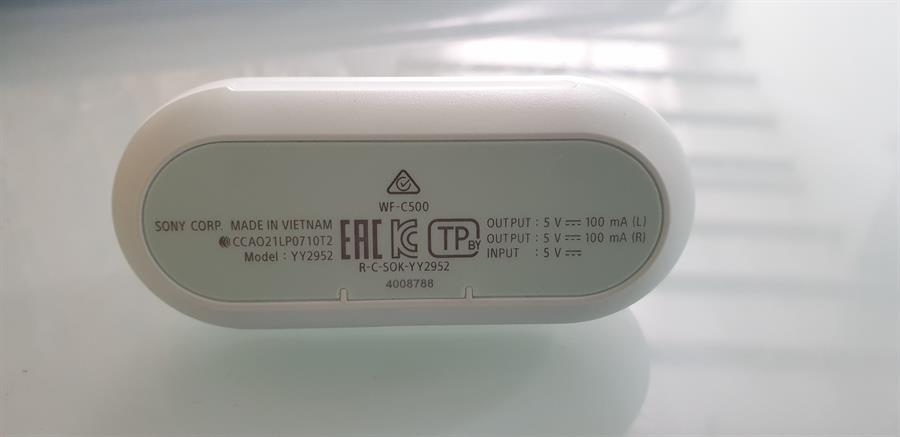 WF-C500
SONY CORP. MADE IN VIETNAM
CCAO21LP0710T2
Model : YY2952
EAC
KC
TP BY
R-C-SOK-YY2952
4008788
OUTPUT : 5 V ⎓ 100 mA (L)
OUTPUT : 5 V ⎓ 100 mA (R)
INPUT : 5 V ⎓